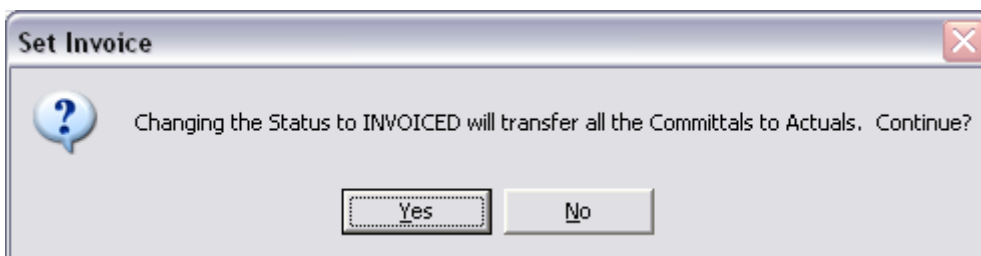 Set Invoice
Changing the Status to INVOICED will transfer all the Committals to Actuals.  Continue?
Yes
No